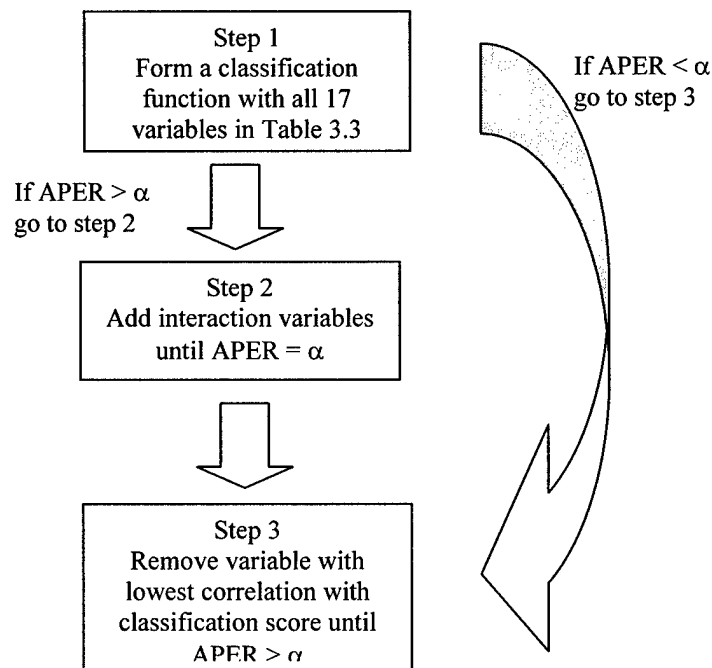 Step 1
Form a classification
function with all 17
variables in Table 3.3
If APER < α
go to step 3
If APER > α
go to step 2
Step 2
Add interaction variables
until APER = α
Step 3
Remove variable with
lowest correlation with
classification score until
APER > α